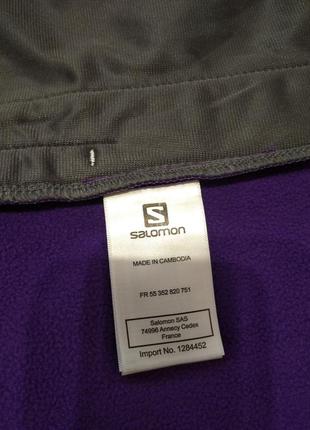 S
SALOMON
MADE IN CAMBODIA
FR 55 352 820 751
Salomon SAS
74996 Annecy Cedex
France
Import No. 1284452